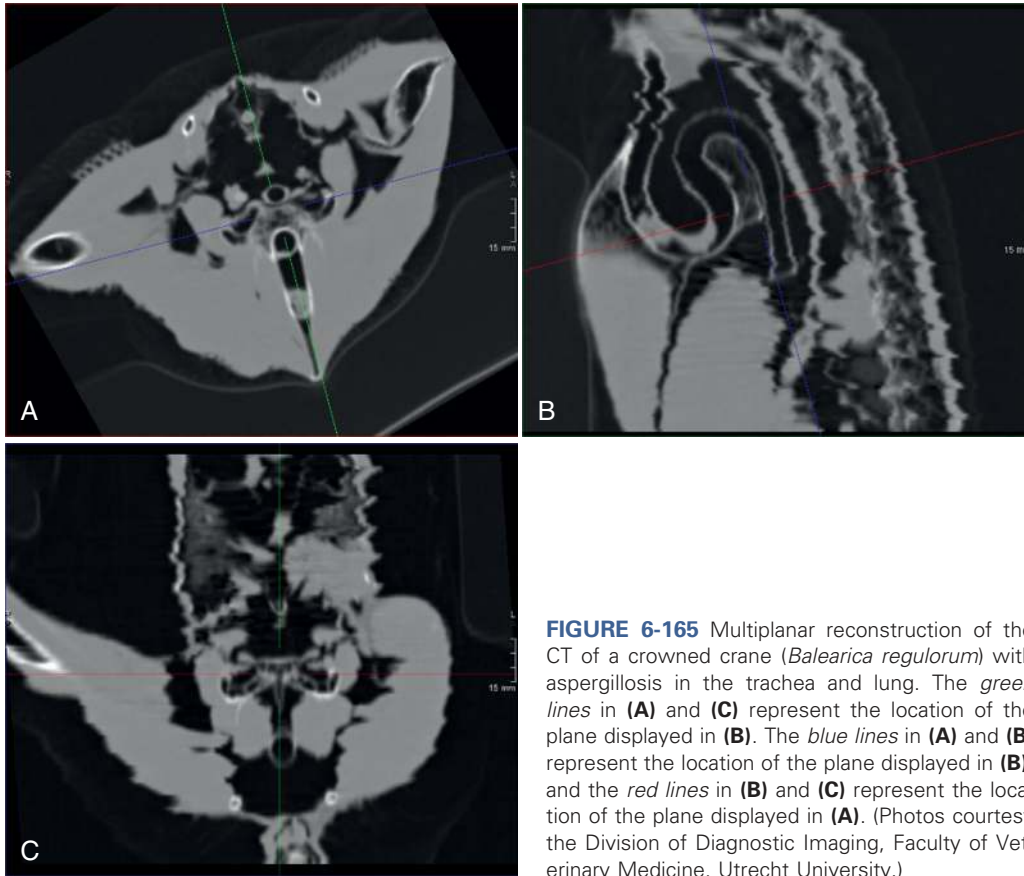 A
15 mm
B
15 m
C
15 mm
FIGURE 6-165 Multiplanar reconstruction of the
CT of a crowned crane (Balearica regulorum) with
aspergillosis in the trachea and lung. The green
lines in (A) and (C) represent the location of the
plane displayed in (B). The blue lines in (A) and (B)
represent the location of the plane displayed in (B)
and the red lines in (B) and (C) represent the loca
tion of the plane displayed in (A). (Photos courtes
the Division of Diagnostic Imaging, Faculty of Vet
erinary Medicine, Utrecht University.)